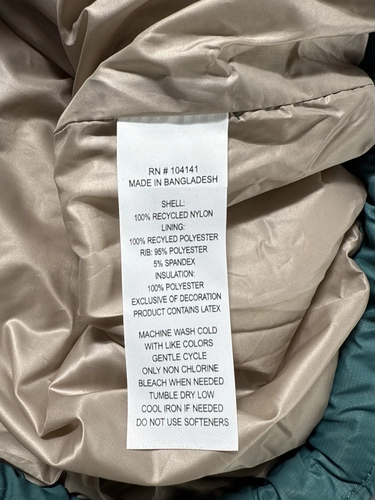 RN # 104141
MADE IN BANGLADESH
SHELL:
100% RECYCLED NYLON
LINING:
100% RECYLED POLYESTER
RIB: 95% POLYESTER
5% SPANDEX
INSULATION:
100% POLYESTER
EXCLUSIVE OF DECORATION
PRODUCT CONTAINS LATEX
MACHINE WASH COLD
WITH LIKE COLORS
GENTLE CYCLE
ONLY NON CHLORINE
BLEACH WHEN NEEDED
TUMBLE DRY LOW
COOL IRON IF NEEDED
DO NOT USE SOFTENERS